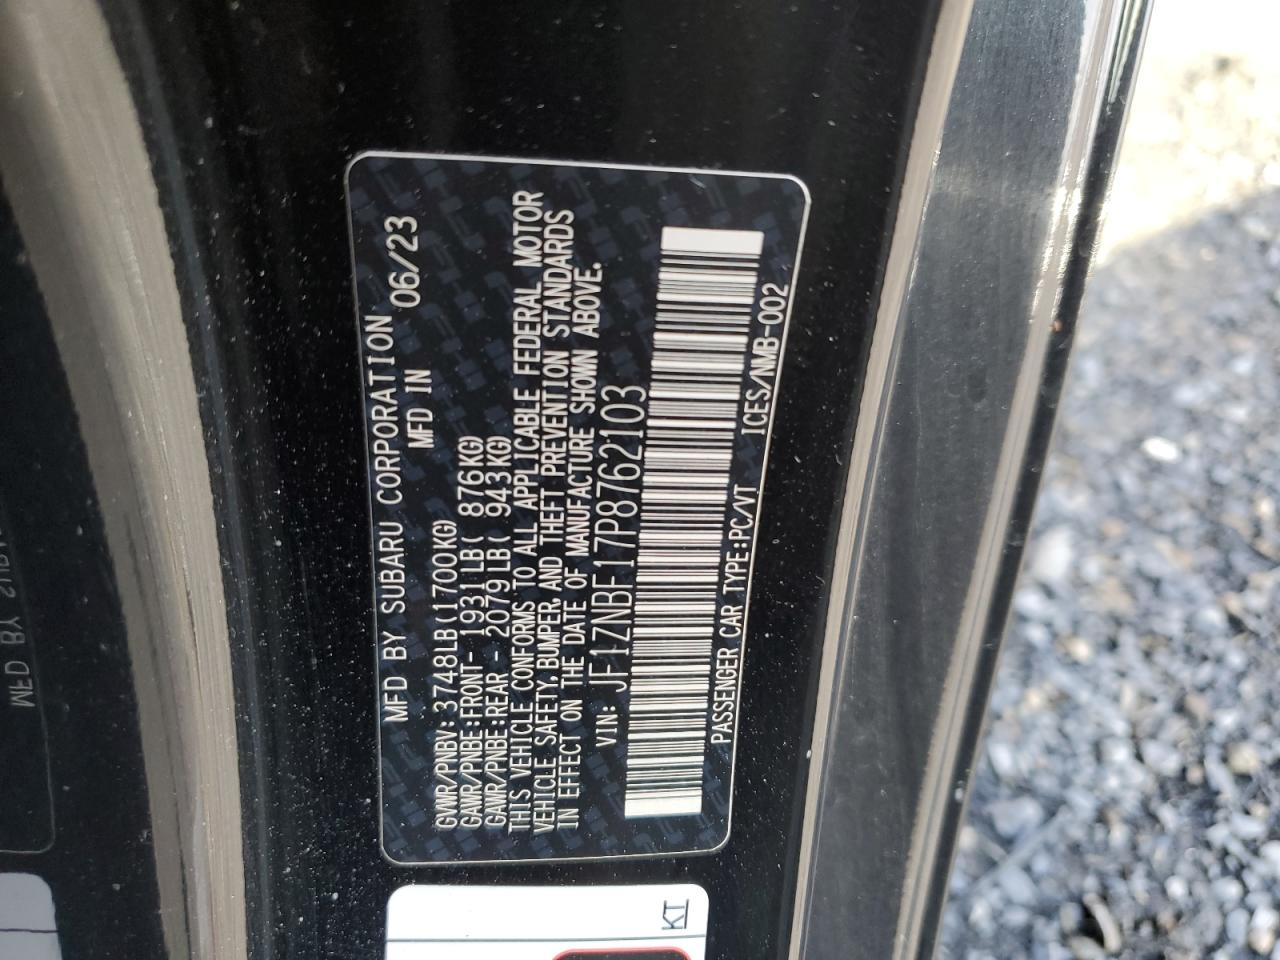 MFD BY SUBARU CORPORATION
MFD IN 06/23
GVWR/PNBV: 3748LB(1700KG)
GAWR/PNBE:FRONT- 1931LB( 876KG)
GAWR/PNBE:REAR - 2079LB( 943KG)
THIS VEHICLE CONFORMS TO ALL APPLICABLE FEDERAL MOTOR
VEHICLE SAFETY, BUMPER, AND THEFT PREVENTION STANDARDS
IN EFFECT ON THE DATE OF MANUFACTURE SHOWN ABOVE.
VIN: JF1ZNBF17P8762103
PASSENGER CAR TYPE:PC/VT ICES/NMB-002
KI
MFD BY SUBARU